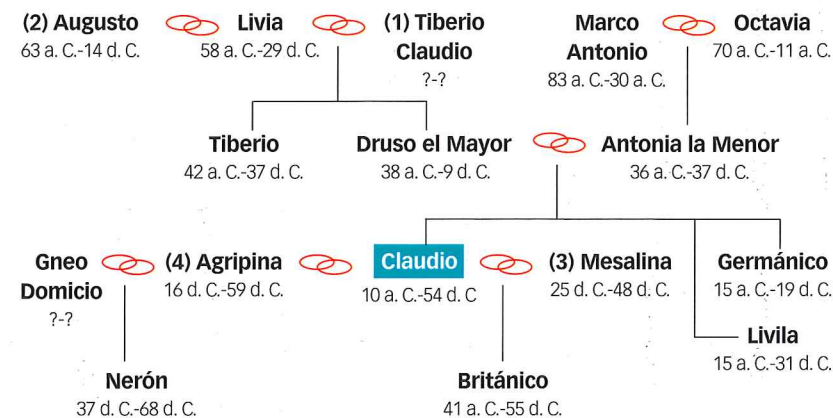 (2) Augusto
63 a. C.-14 d. C.
Livia
58 a. C.-29 d. C.
(1) Tiberio
Claudio
?-?
Marco
Antonio
83 a. C.-30 a. C.
Octavia
70 a. C.-11 a. C.
Tiberio
42 a. C.-37 d. C.
Druso el Mayor
38 a. C.-9 d. C.
Antonia la Menor
36 a. C.-37 d. C.
Gneo
Domicio
?-?
(4) Agripina
16 d. C.-59 d. C.
Claudio
10 a. C.-54 d. C
(3) Mesalina
25 d. C.-48 d. C.
Germánico
15 a. C.-19 d. C.
Livila
15 a. C.-31 d. C.
Nerón
37 d. C.-68 d. C.
Británico
41 a. C.-55 d. C.